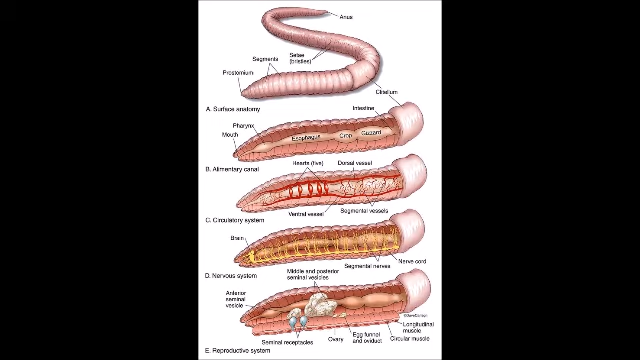 Anus
Setae
(bristles)
Segments
Prostomium
Clitellum
A. Surface anatomy
Intestine
Pharynx
Mouth
Esophagus
Crop
Gizzard
B. Alimentary canal
Hearts (five)
Dorsal vessel
Ventral vessel
Segmental vessels
C. Circulatory system
Brain
Segmental nerves
Nerve cord
D. Nervous system
Middle and posterior
seminal vesicles
Anterior
seminal
vesicle
Longitudinal
muscle
Circular muscle
Egg funnel
and oviduct
Ovary
Seminal receptacles
E. Reproductive system